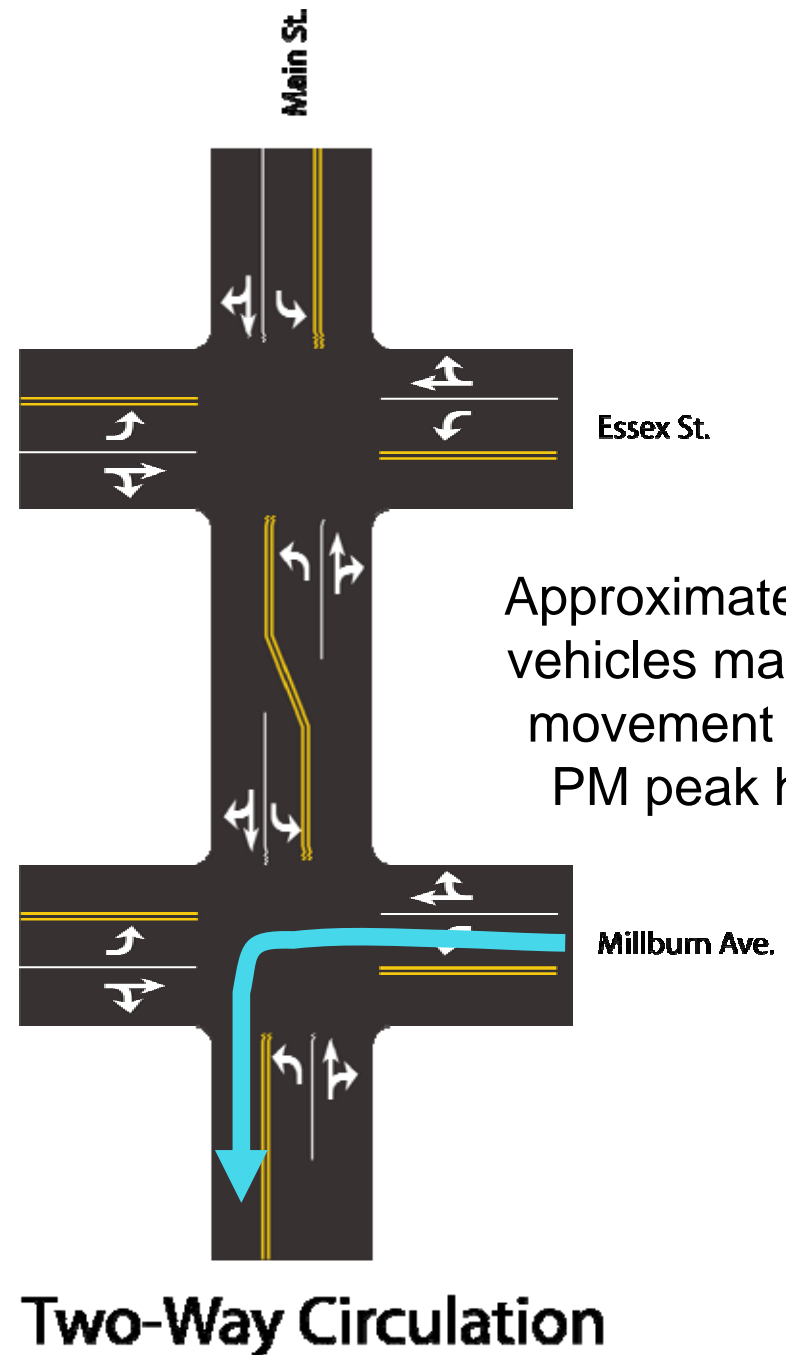 Main St.
Essex St.
Approximate
vehicles ma
movement
PM peak h
Millburn Ave.
Two-Way Circulation